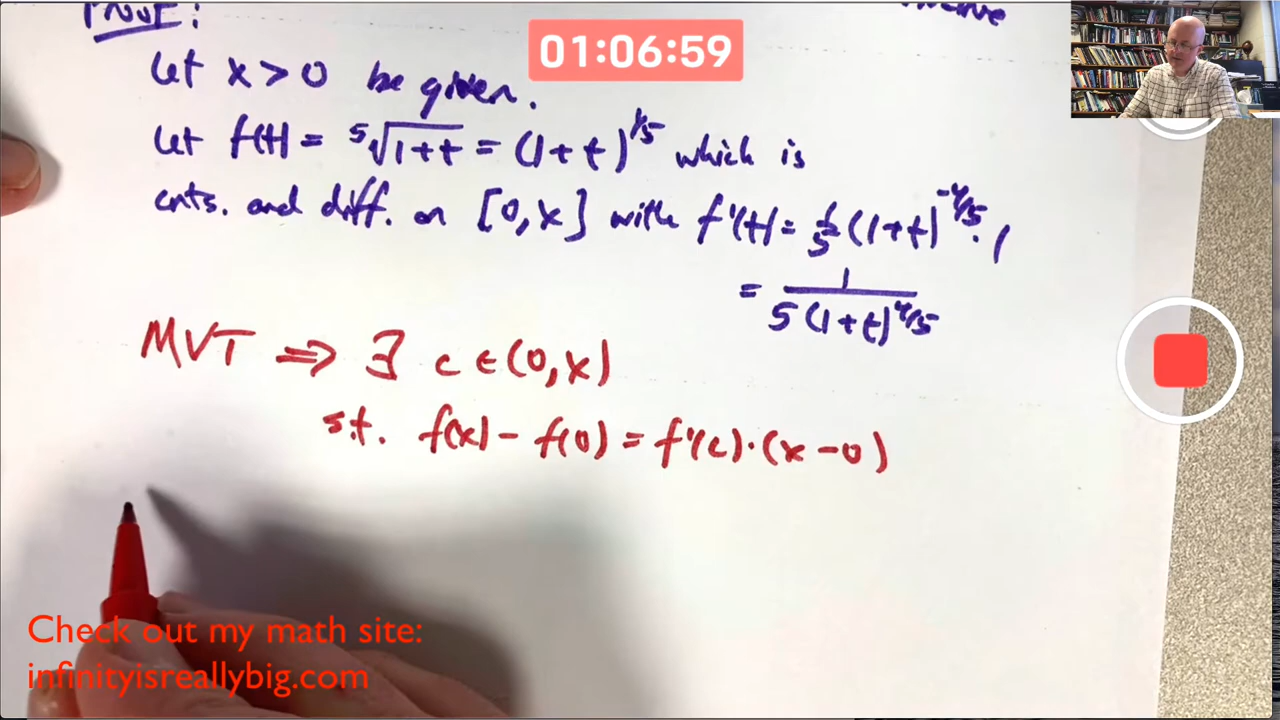 PROOF:
01:06:59
Let x > 0 be given.
Let f(t) = ⁵√1+t = (1+t)^1/5 which is
cnts. and diff. on [0,x] with f'(t) = 1/5 (1+t)^-4/5 · 1
= 1/5(1+t)^4/5
MVT ⇒ ∃ c ∈ (0,x)
s.t. f(x) - f(0) = f'(c)·(x-0)
Check out my math site:
infinityisreallybig.com